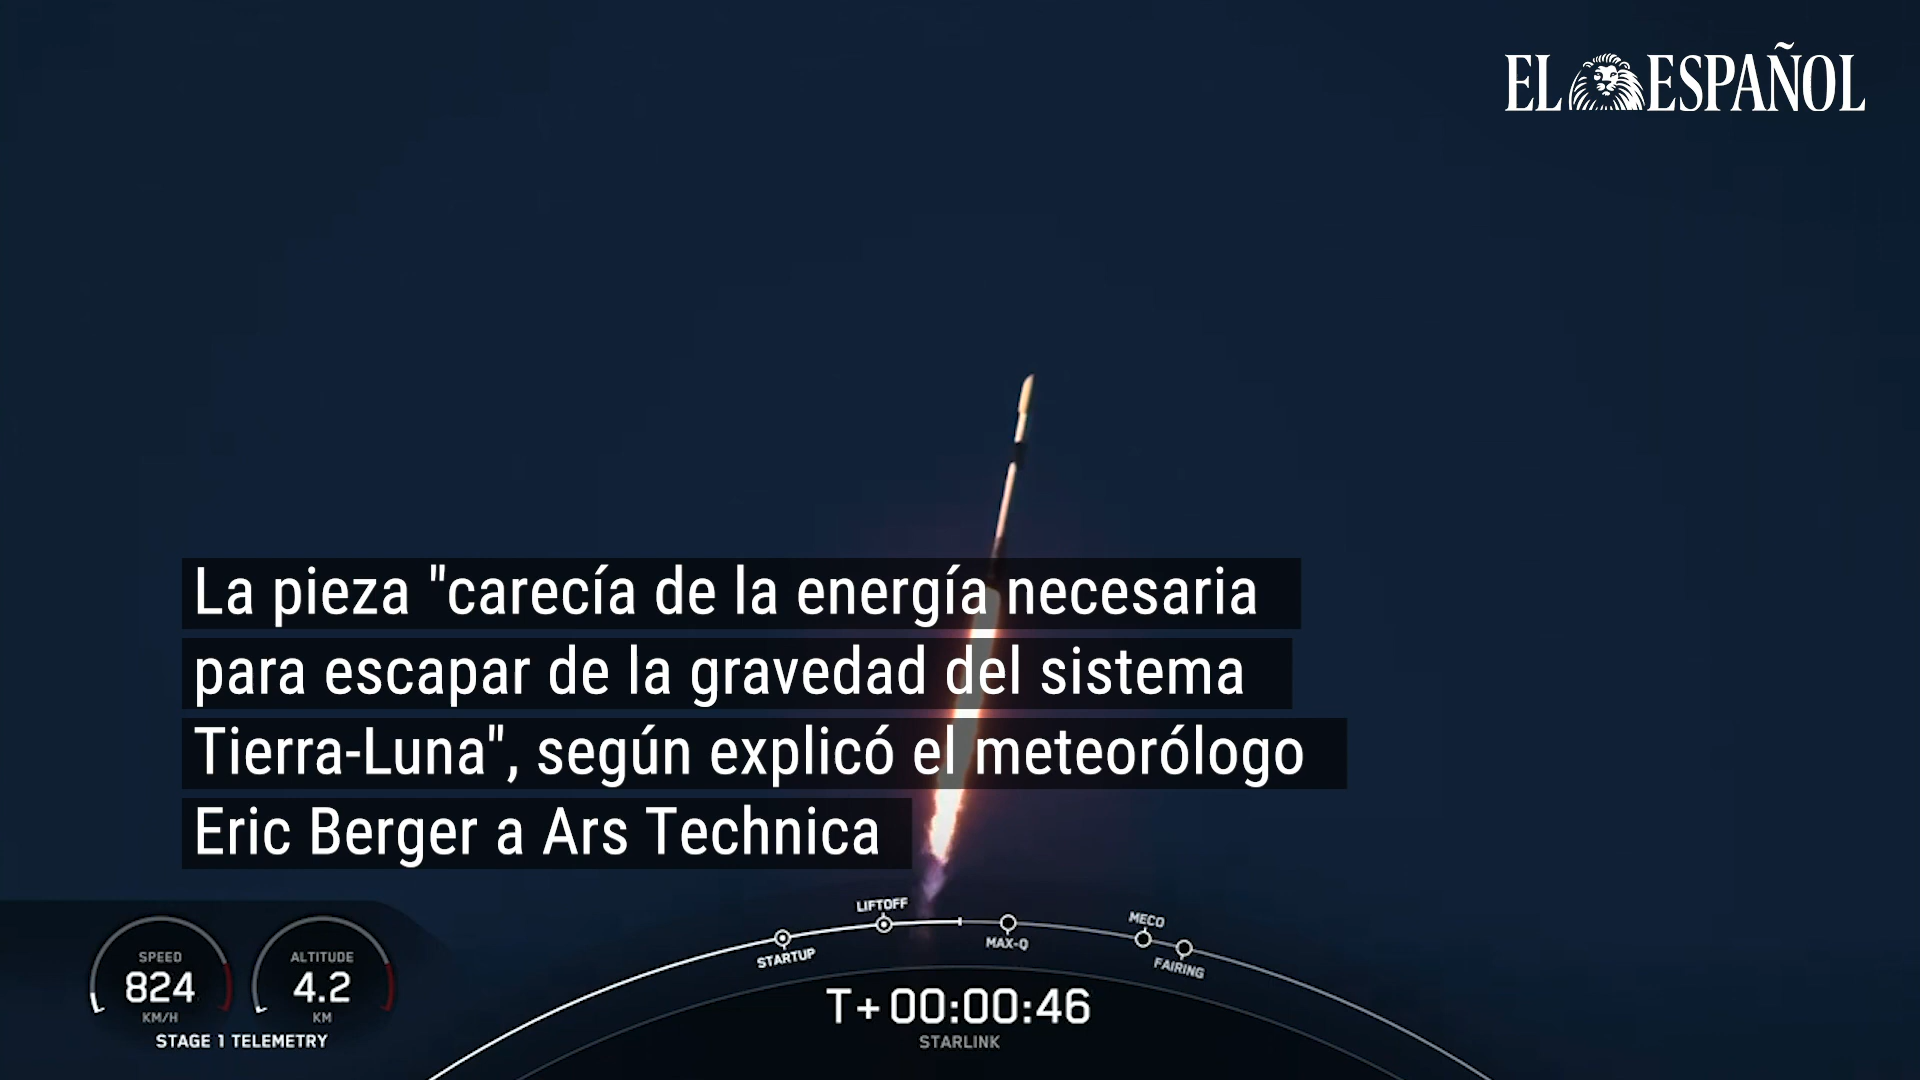 EL ESPAÑOL
La pieza "carecía de la energía necesaria
para escapar de la gravedad del sistema
Tierra-Luna", según explicó el meteorólogo
Eric Berger a Ars Technica
LIFTOFF
STARTUP
MAX-Q
MECO
FAIRING
SPEED
824
KM/H
ALTITUDE
4.2
KM
STAGE 1 TELEMETRY
T+00:00:46
STARLINK